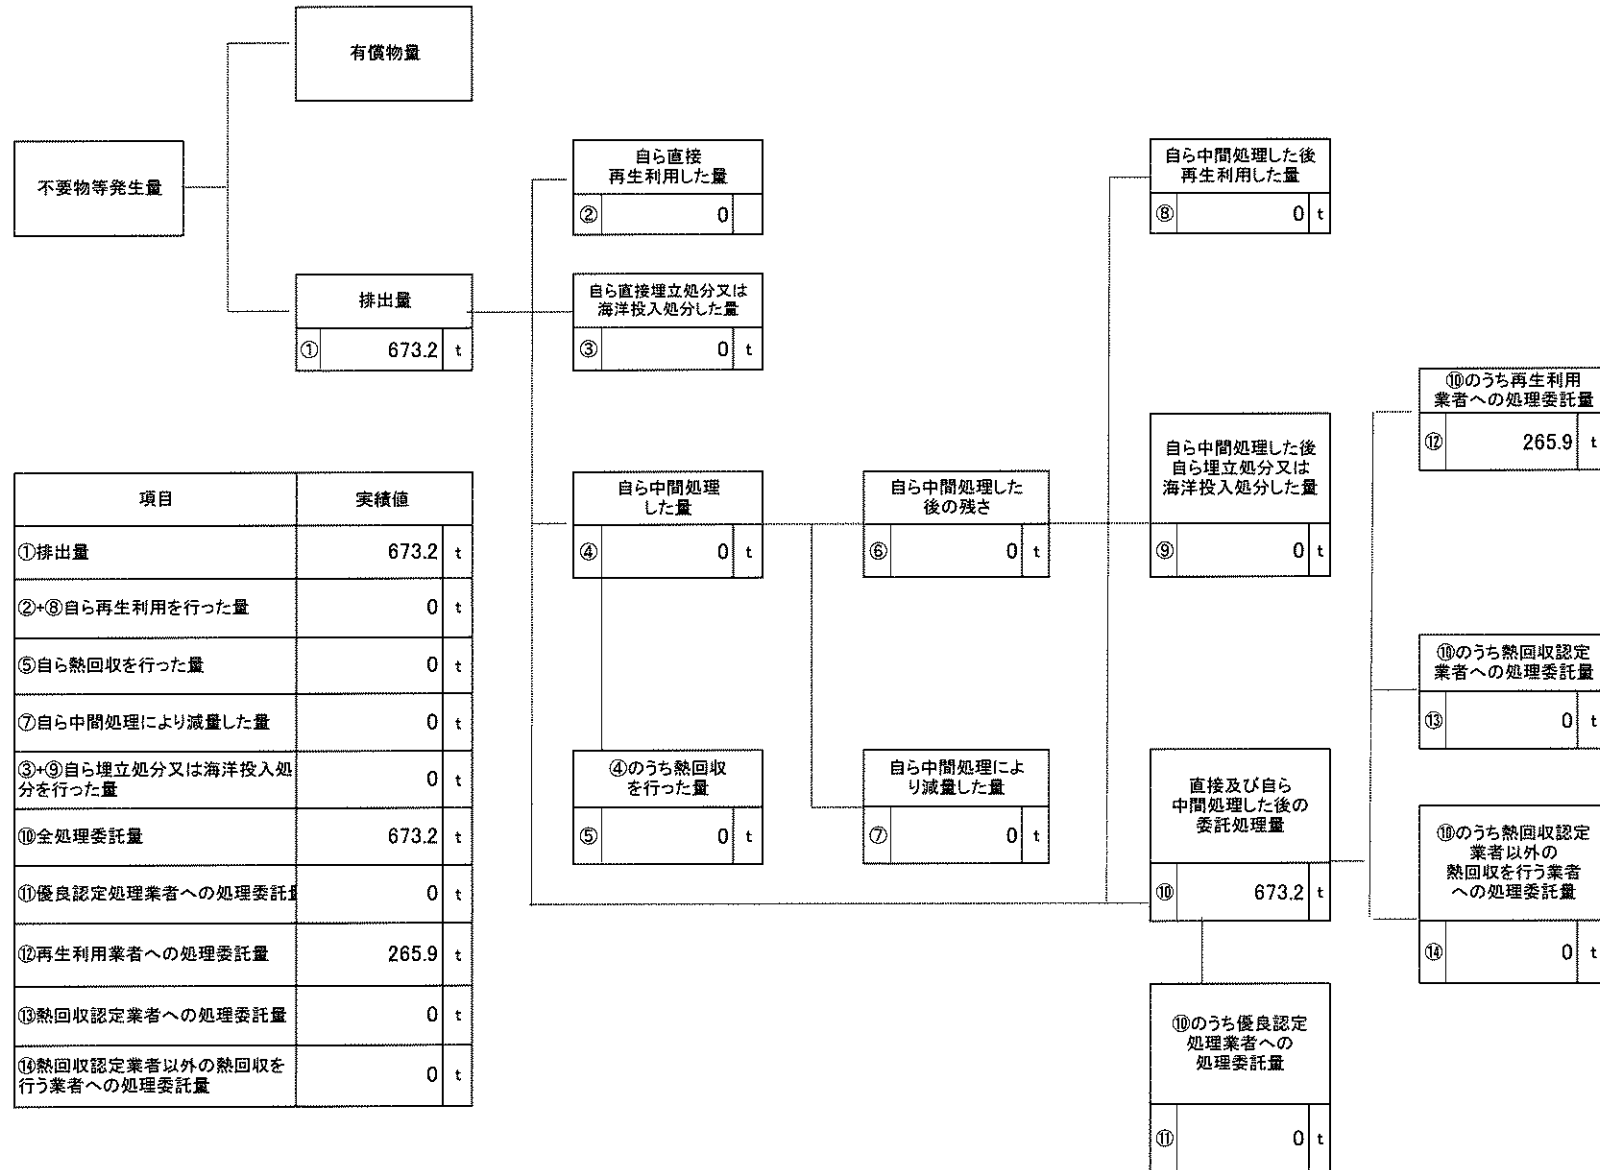 有償物量
不要物等発生量
排出量
① 673.2 t
自ら直接
再生利用した量
② 0
自ら直接埋立処分又は
海洋投入処分した量
③ 0 t
自ら中間処理
した量
④ 0 t
④のうち熱回収
を行った量
⑤ 0 t
自ら中間処理した
後の残さ
⑥ 0 t
自ら中間処理によ
り減量した量
⑦ 0 t
自ら中間処理した後
再生利用した量
⑧ 0 t
自ら中間処理した後
自ら埋立処分又は
海洋投入処分した量
⑨ 0 t
直接及び自ら
中間処理した後の
委託処理量
⑩ 673.2 t
⑩のうち優良認定
処理業者への
処理委託量
⑪ 0 t
⑩のうち再生利用
業者への処理委託量
⑫ 265.9 t
⑩のうち熱回収認定
業者への処理委託量
⑬ 0 t
⑩のうち熱回収認定
業者以外の
熱回収を行う業者
への処理委託量
⑭ 0 t
項目 実績値
①排出量 673.2 t
②+⑧自ら再生利用を行った量 0 t
⑤自ら熱回収を行った量 0 t
⑦自ら中間処理により減量した量 0 t
③+⑨自ら埋立処分又は海洋投入処
分を行った量 0 t
⑩全処理委託量 673.2 t
⑪優良認定処理業者への処理委託 0 t
⑫再生利用業者への処理委託量 265.9 t
⑬熱回収認定業者への処理委託量 0 t
⑭熱回収認定業者以外の熱回収を
行う業者への処理委託量 0 t